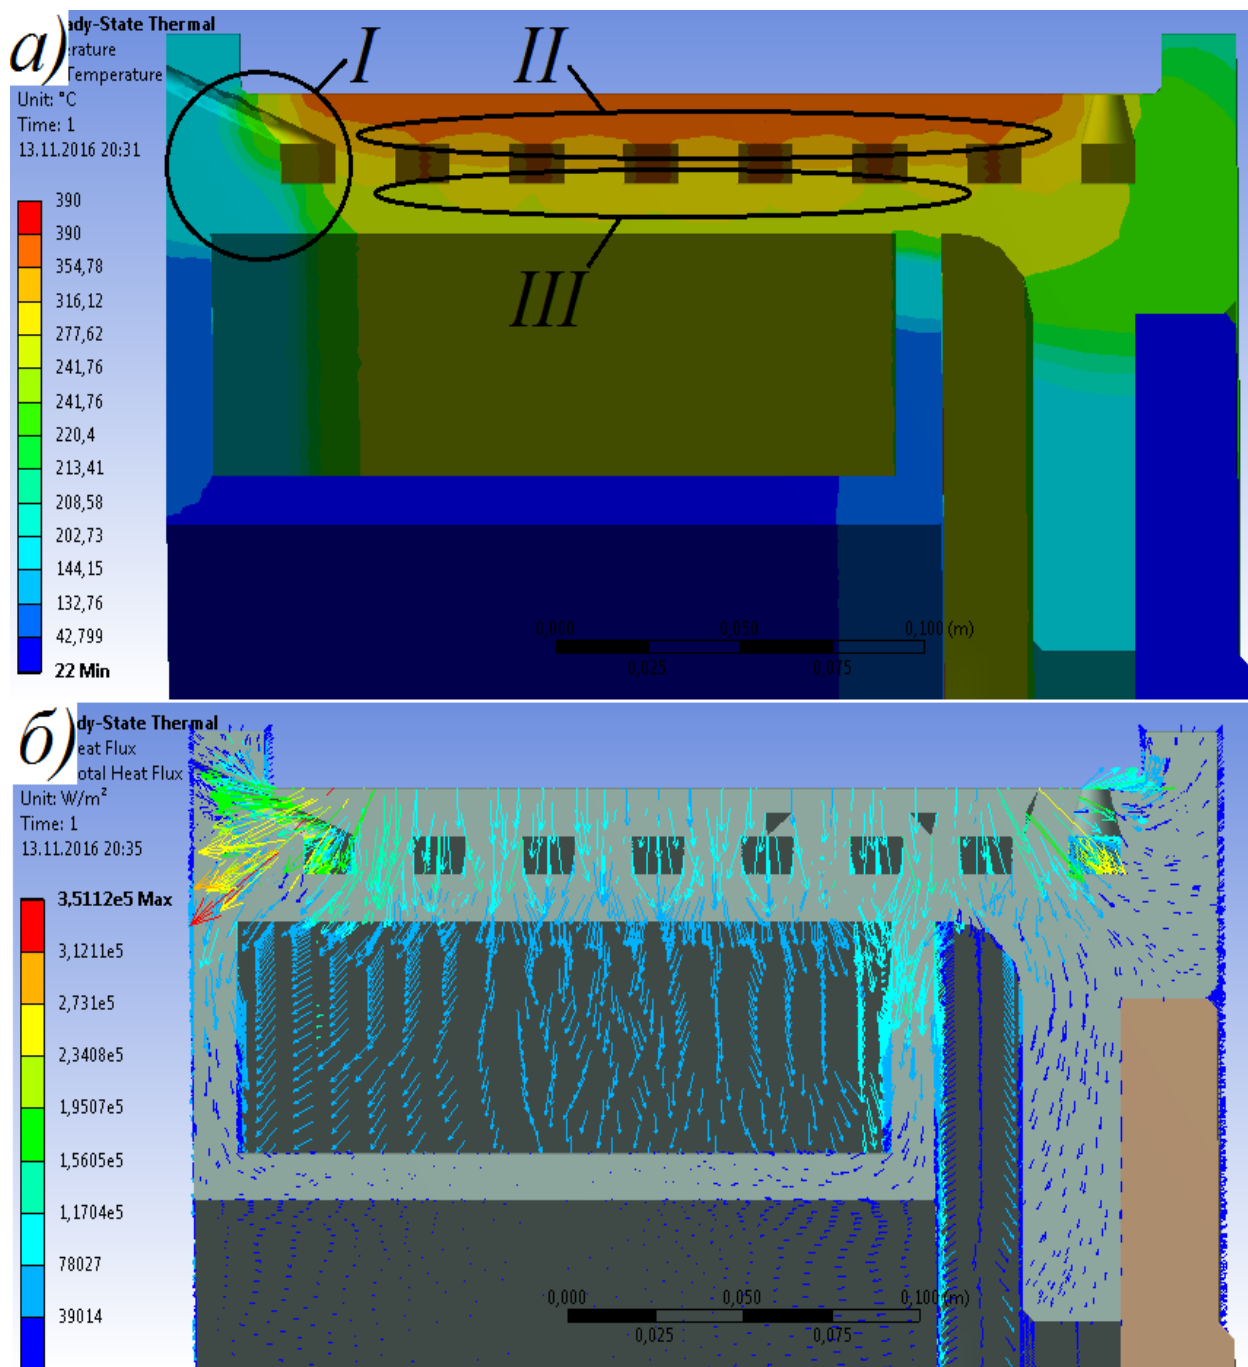 а)
ady-State Thermal
erature
Temperature
Unit: °C
Time: 1
13.11.2016 20:31
390
390
354,78
316,12
277,62
241,76
241,76
220,4
213,41
208,58
202,73
144,15
132,76
42,799
22 Min
I
II
III
0,000
0,050
0,100 (m)
0,025
0,075
б)
dy-State Thermal
eat Flux
otal Heat Flux
Unit: W/m²
Time: 1
13.11.2016 20:35
3,5112e5 Max
3,1211e5
2,731e5
2,3408e5
1,9507e5
1,5605e5
1,1704e5
78027
39014
0,000
0,050
0,100 (m)
0,025
0,075